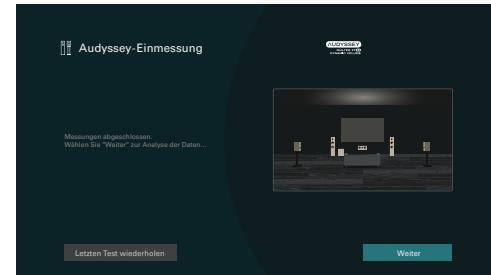 Audyssey-Einmessung
AUDYSSEY
Messungen abgeschlossen.
Wählen Sie "Weiter" zur Analyse der Daten...
Letzten Test wiederholen
Weiter